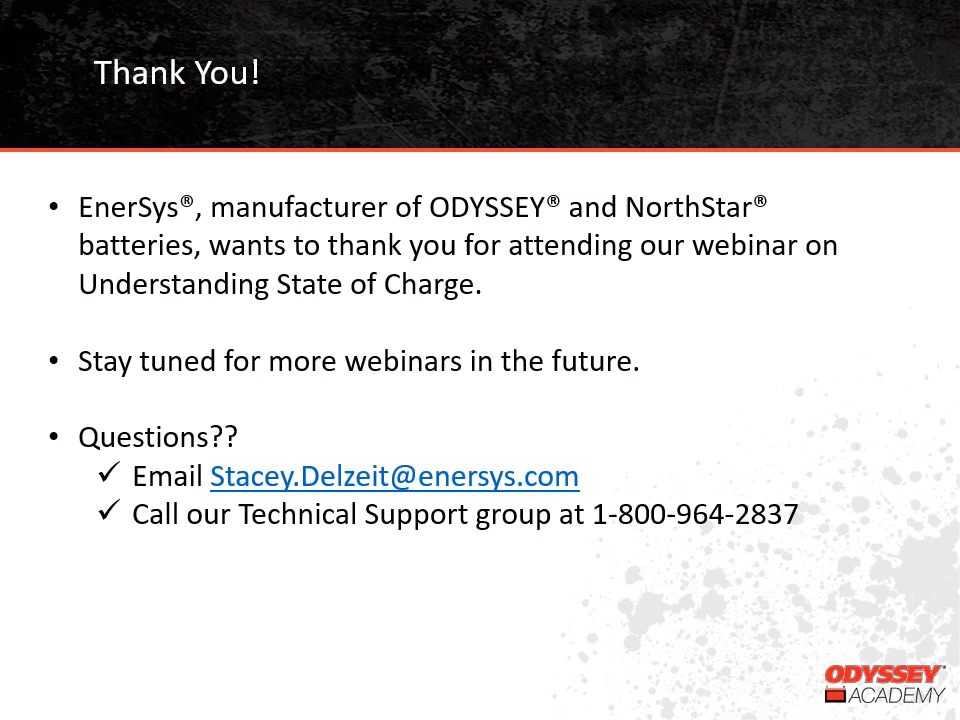 Thank You!
• EnerSys®, manufacturer of ODYSSEY® and NorthStar®
batteries, wants to thank you for attending our webinar on
Understanding State of Charge.
• Stay tuned for more webinars in the future.
• Questions??
✓ Email Stacey.Delzeit@enersys.com
✓ Call our Technical Support group at 1-800-964-2837
ODYSSEY®
ACADEMY